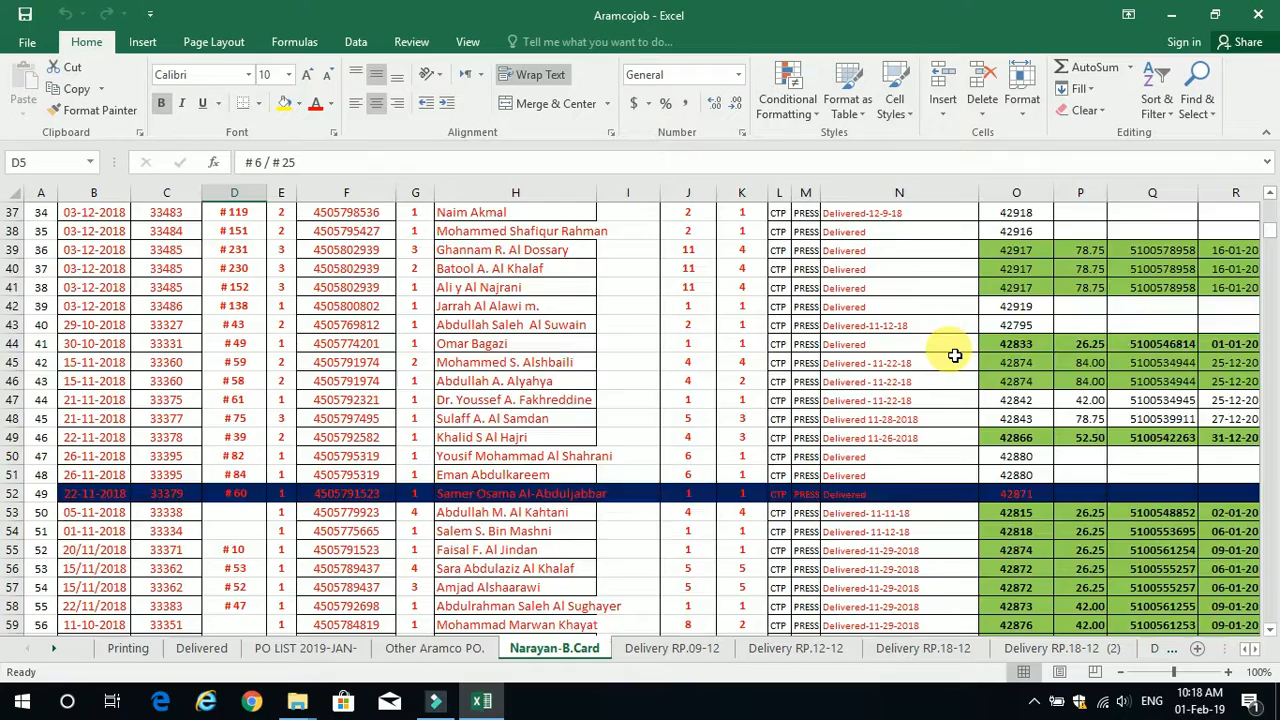 Aramcojob - Excel
File Home Insert Page Layout Formulas Data Review View Tell me what you want to do... Sign in Share
Paste Cut Calibri 10 Wrap Text General Conditional Formatting Format as Table Cell Styles Insert Delete Format AutoSum Sort & Filter Find & Select
Copy Fill
Format Painter B I U Merge & Center $ % Clear
Clipboard Font Alignment Number Styles Cells Editing
D5 fx # 6 / # 25
A B C D E F G H I J K L M N O P Q R
37 34 03-12-2018 33483 # 119 2 4505798536 1 Naim Akmal 2 1 CTP PRESS Delivered-12-9-18 42918
38 35 03-12-2018 33484 # 151 2 4505795427 1 Mohammed Shafiqur Rahman 2 1 CTP PRESS Delivered 42916
39 36 03-12-2018 33485 # 231 3 4505802939 3 Ghannam R. Al Dossary 11 4 CTP PRESS Delivered 42917 78.75 5100578958 16-01-20
40 37 03-12-2018 33485 # 230 3 4505802939 2 Batool A. Al Khalaf 11 4 CTP PRESS Delivered 42917 78.75 5100578958 16-01-20
41 38 03-12-2018 33485 # 152 3 4505802939 1 Ali y Al Najrani 11 4 CTP PRESS Delivered 42917 78.75 5100578958 16-01-20
42 39 03-12-2018 33486 # 138 1 4505800802 1 Jarrah Al Alawi m. 1 1 CTP PRESS Delivered 42919
43 40 29-10-2018 33327 # 43 2 4505769812 1 Abdullah Saleh Al Suwain 2 1 CTP PRESS Delivered-11-12-18 42795
44 41 30-10-2018 33331 # 49 1 4505774201 1 Omar Bagazi 1 1 CTP PRESS Delivered 42833 26.25 5100546814 01-01-20
45 42 15-11-2018 33360 # 59 2 4505791974 2 Mohammed S. Alshbaili 4 4 CTP PRESS Delivered - 11-22-18 42874 84.00 5100534944 25-12-20
46 43 15-11-2018 33360 # 58 2 4505791974 1 Abdullah A. Alyahya 4 2 CTP PRESS Delivered - 11-22-18 42874 84.00 5100534944 25-12-20
47 44 21-11-2018 33375 # 61 1 4505792321 1 Dr. Youssef A. Fakhreddine 1 1 CTP PRESS Delivered - 11-22-18 42842 42.00 5100534945 25-12-20
48 45 21-11-2018 33377 # 75 3 4505797495 1 Sulaff A. Al Samdan 5 3 CTP PRESS Delivered 11-28-2018 42843 78.75 5100539911 27-12-20
49 46 22-11-2018 33378 # 39 2 4505792582 1 Khalid S Al Hajri 4 3 CTP PRESS Delivered 11-26-2018 42866 52.50 5100542263 31-12-20
50 47 26-11-2018 33395 # 82 1 4505795319 1 Yousif Mohammad Al Shahrani 6 1 CTP PRESS Delivered 42880
51 48 26-11-2018 33395 # 84 1 4505795319 1 Eman Abdulkareem 6 1 CTP PRESS Delivered 42880
52 49 22-11-2018 33379 # 60 1 4505791523 1 Samer Osama Al-Abduljabbar 1 1 CTP PRESS Delivered 42871
53 50 05-11-2018 33338 1 4505779923 4 Abdullah M. Al Kahtani 4 4 CTP PRESS Delivered- 11-11-18 42815 26.25 5100548852 02-01-20
54 51 01-11-2018 33334 1 4505775665 1 Salem S. Bin Mashni 1 1 CTP PRESS Delivered 42818 26.25 5100553695 08-01-20
55 52 20/11/2018 33371 # 10 1 4505791523 1 Faisal F. Al Jindan 1 1 CTP PRESS Delivered-11-29-2018 42874 26.25 5100561254 09-01-20
56 53 15/11/2018 33362 # 53 1 4505789437 4 Sara Abdulaziz Al Khalaf 5 5 CTP PRESS Delivered-11-29-2018 42872 26.25 5100555257 06-01-20
57 54 15/11/2018 33362 # 52 1 4505789437 3 Amjad Alshaarawi 5 5 CTP PRESS Delivered-11-29-2018 42872 26.25 5100555257 06-01-20
58 55 22/11/2018 33383 # 47 1 4505792698 1 Abdulrahman Saleh Al Sughayer 1 1 CTP PRESS Delivered-11-29-2018 42873 42.00 5100561255 09-01-20
59 56 11-10-2018 33351 1 4505784819 1 Mohammad Marwan Khayat 8 2 CTP PRESS Delivered-11-29-2018 42876 42.00 5100561255 09-01-20
Printing Delivered PO LIST 2019-JAN- Other Aramco PO. Narayan-B.Card Delivery RP.09-12 Delivery RP.12-12 Delivery RP.18-12 Delivery RP.18-12 (2) D ...
Ready 100%
ENG 10:18 AM
01-Feb-19